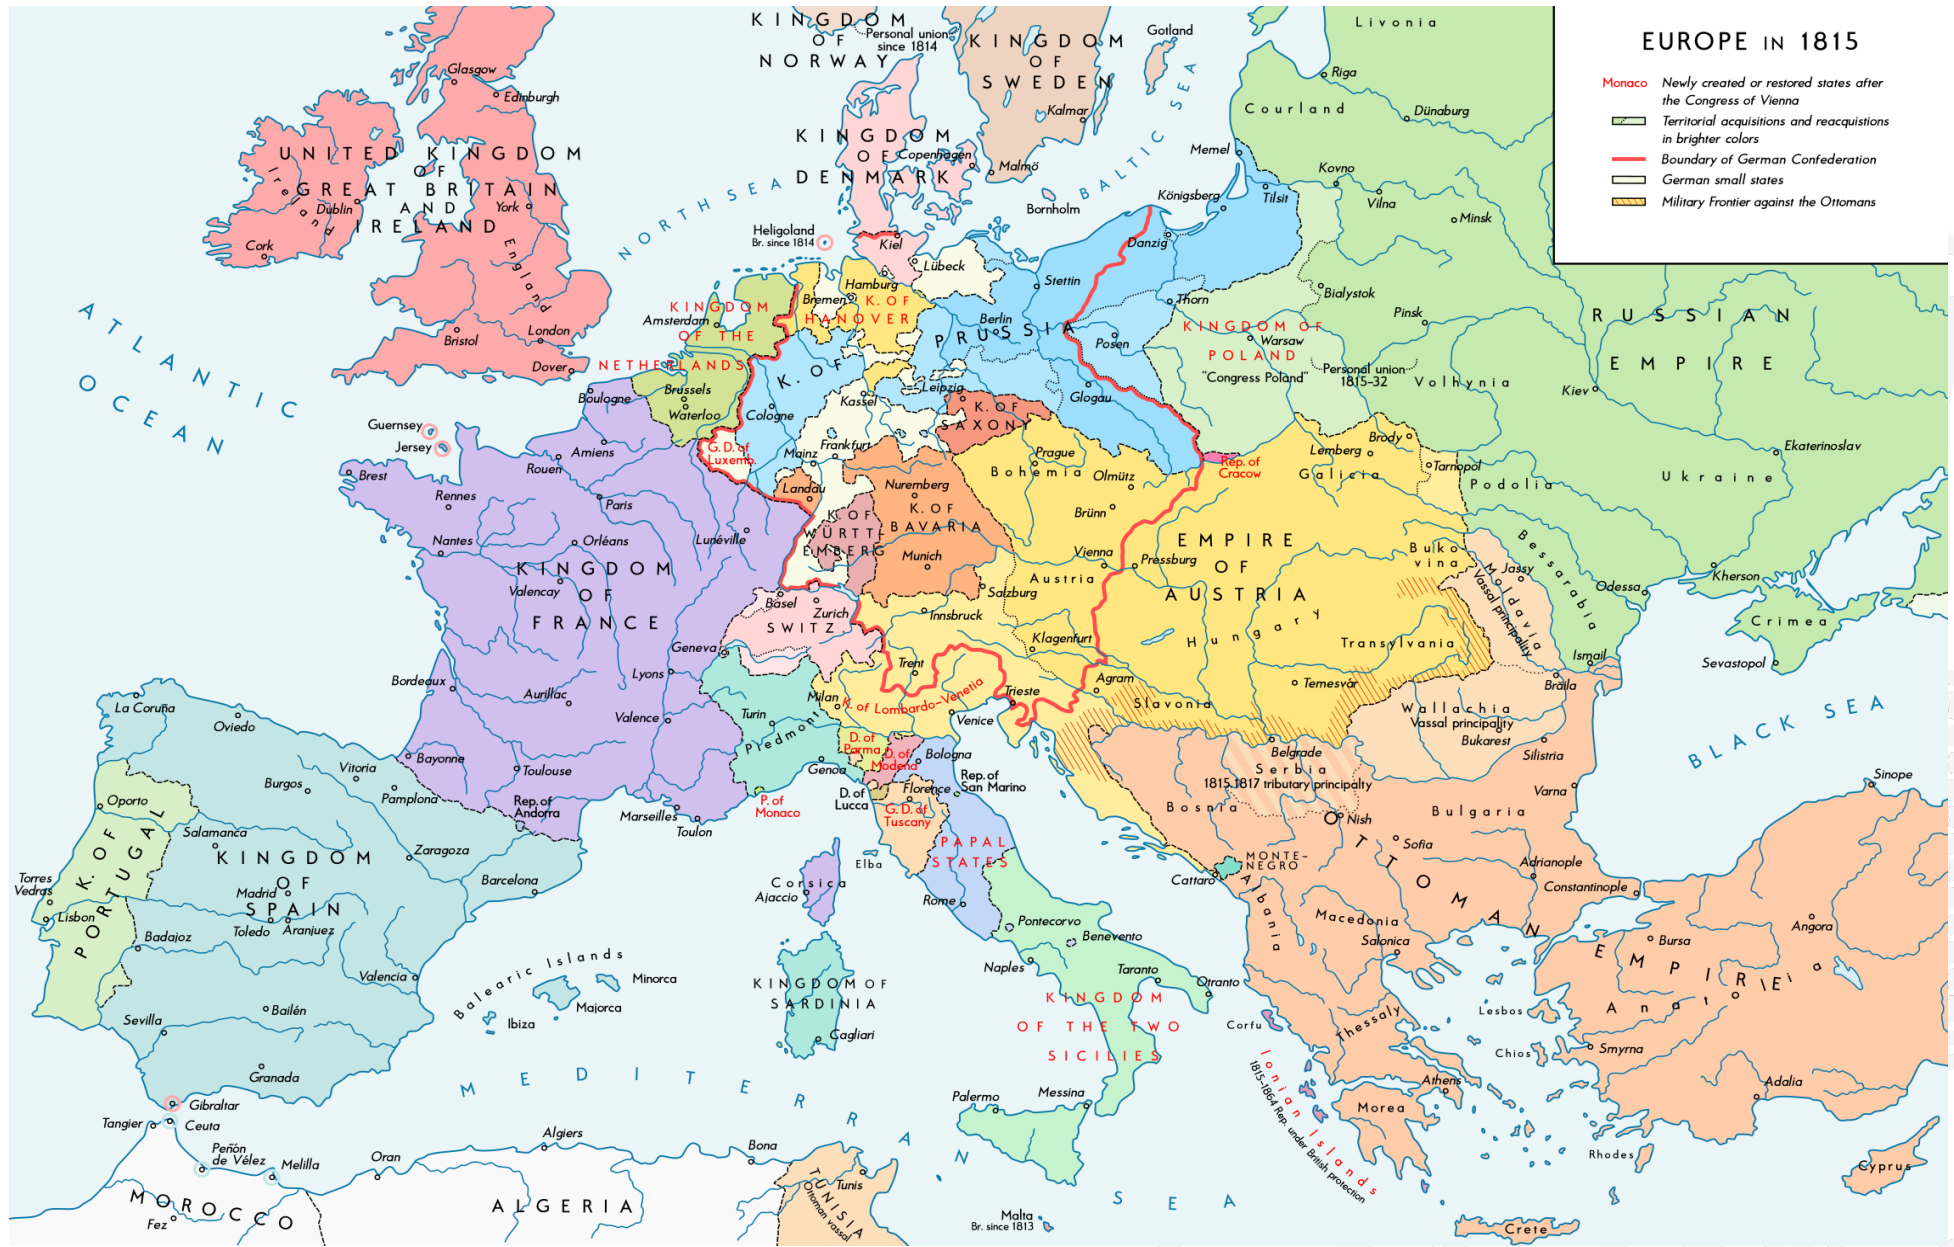 EUROPE IN 1815
Monaco Newly created or restored states after
the Congress of Vienna
Territorial acquisitions and reacquistions
in brighter colors
Boundary of German Confederation
German small states
Military Frontier against the Ottomans
KINGDOM
OF
NORWAY
Personal union
since 1814
KINGDOM
OF
SWEDEN
Gotland
Kalmar
Malmö
Livonia
Riga
Courland
Dünaburg
Memel
BALTIC SEA
Glasgow
Edinburgh
UNITED KINGDOM
OF
GREAT BRITAIN
AND
IRELAND
Ireland
Dublin
York
Cork
England
London
Bristol
Dover
NORTH SEA
KINGDOM
OF
DENMARK
Copenhagen
Bornholm
Heligoland
Br. since 1814
Kiel
Lübeck
Hamburg
Bremen
K. OF
HANOVER
Königsberg
Tilsit
Danzig
Stettin
Thorn
Berlin
K. OF PRUSSIA
Posen
Glogau
Kovno
Vilna
Minsk
Bialystok
Pinsk
KINGDOM OF
POLAND
Warsaw
"Congress Poland"
Personal union
1815-32
Volhynia
RUSSIAN
EMPIRE
Kiev
Ekaterinoslav
Ukraine
Podolia
ATLANTIC
OCEAN
KINGDOM
OF THE
NETHERLANDS
Amsterdam
Brussels
Waterloo
Boulogne
G.D. of
Luxemb.
Cologne
Kassel
Leipzig
K. OF
SAXONY
Frankfurt
Mainz
Landau
Nuremberg
K. OF
BAVARIA
Munich
K. OF
WÜRTT-
EMBERG
Guernsey
Jersey
Amiens
Rouen
Brest
Rennes
Paris
Nantes
Orléans
Lunéville
KINGDOM
OF
FRANCE
Valencay
Bordeaux
Aurillac
Lyons
Valence
Bayonne
Toulouse
Marseilles
Toulon
Rep. of
Andorra
Basel
Zurich
SWITZ.
Geneva
Prague
Bohemia
Olmütz
Brünn
Rep. of
Cracow
Brody
Lemberg
Galicia
Tarnopol
Vienna
Pressburg
Austria
Salzburg
Innsbruck
Klagenfurt
EMPIRE
OF
AUSTRIA
Hungary
Transylvania
Buko-
vina
Temesvár
Agram
Slavonia
Trent
Trieste
Venice
Milan
K. of Lombardo-Venetia
Jassy
Moldavia
Vassal principality
Bessarabia
Odessa
Kherson
Crimea
Sevastopol
Ismail
Braila
Wallachia
Vassal principality
Bukarest
Silistria
BLACK SEA
Sinope
Varna
Turin
Piedmont
Genoa
D. of
Parma
D. of
Modena
Bologna
Rep. of
San Marino
D. of
Lucca
Florence
G.D. of
Tuscany
P. of
Monaco
PAPAL
STATES
Elba
Rome
Corsica
Ajaccio
KINGDOM OF
SARDINIA
Cagliari
Pontecorvo
Benevento
Naples
Taranto
Otranto
KINGDOM
OF THE TWO
SICILIES
Palermo
Messina
Malta
Br. since 1813
Belgrade
Serbia
1815.1817 tributary principalty
Bosnia
Nish
Bulgaria
Sofia
MONTE-
NEGRO
Cattaro
Albania
Macedonia
Salonica
Adrianople
Constantinople
OTTOMAN
EMPIRE
Bursa
Angora
Anatolia
Thessaly
Lesbos
Chios
Smyrna
Athens
Morea
Adalia
Rhodes
Cyprus
Crete
Corfu
Ionian Islands
1815-1864 Rep. under British protection
La Coruña
Oviedo
Vitoria
Burgos
Pamplona
Oporto
Salamanca
KINGDOM
OF
SPAIN
Zaragoza
Barcelona
Madrid
Toledo
Aranjuez
K. OF
PORTUGAL
Torres
Vedras
Lisbon
Badajoz
Valencia
Bailén
Sevilla
Granada
Balearic Islands
Minorca
Majorca
Ibiza
Gibraltar
Tangier
Ceuta
Peñón
de Vélez
Melilla
MEDITERRANEAN SEA
Oran
Algiers
Bona
Tunis
TUNISIA
Ottoman vassal
MOROCCO
Fez
ALGERIA